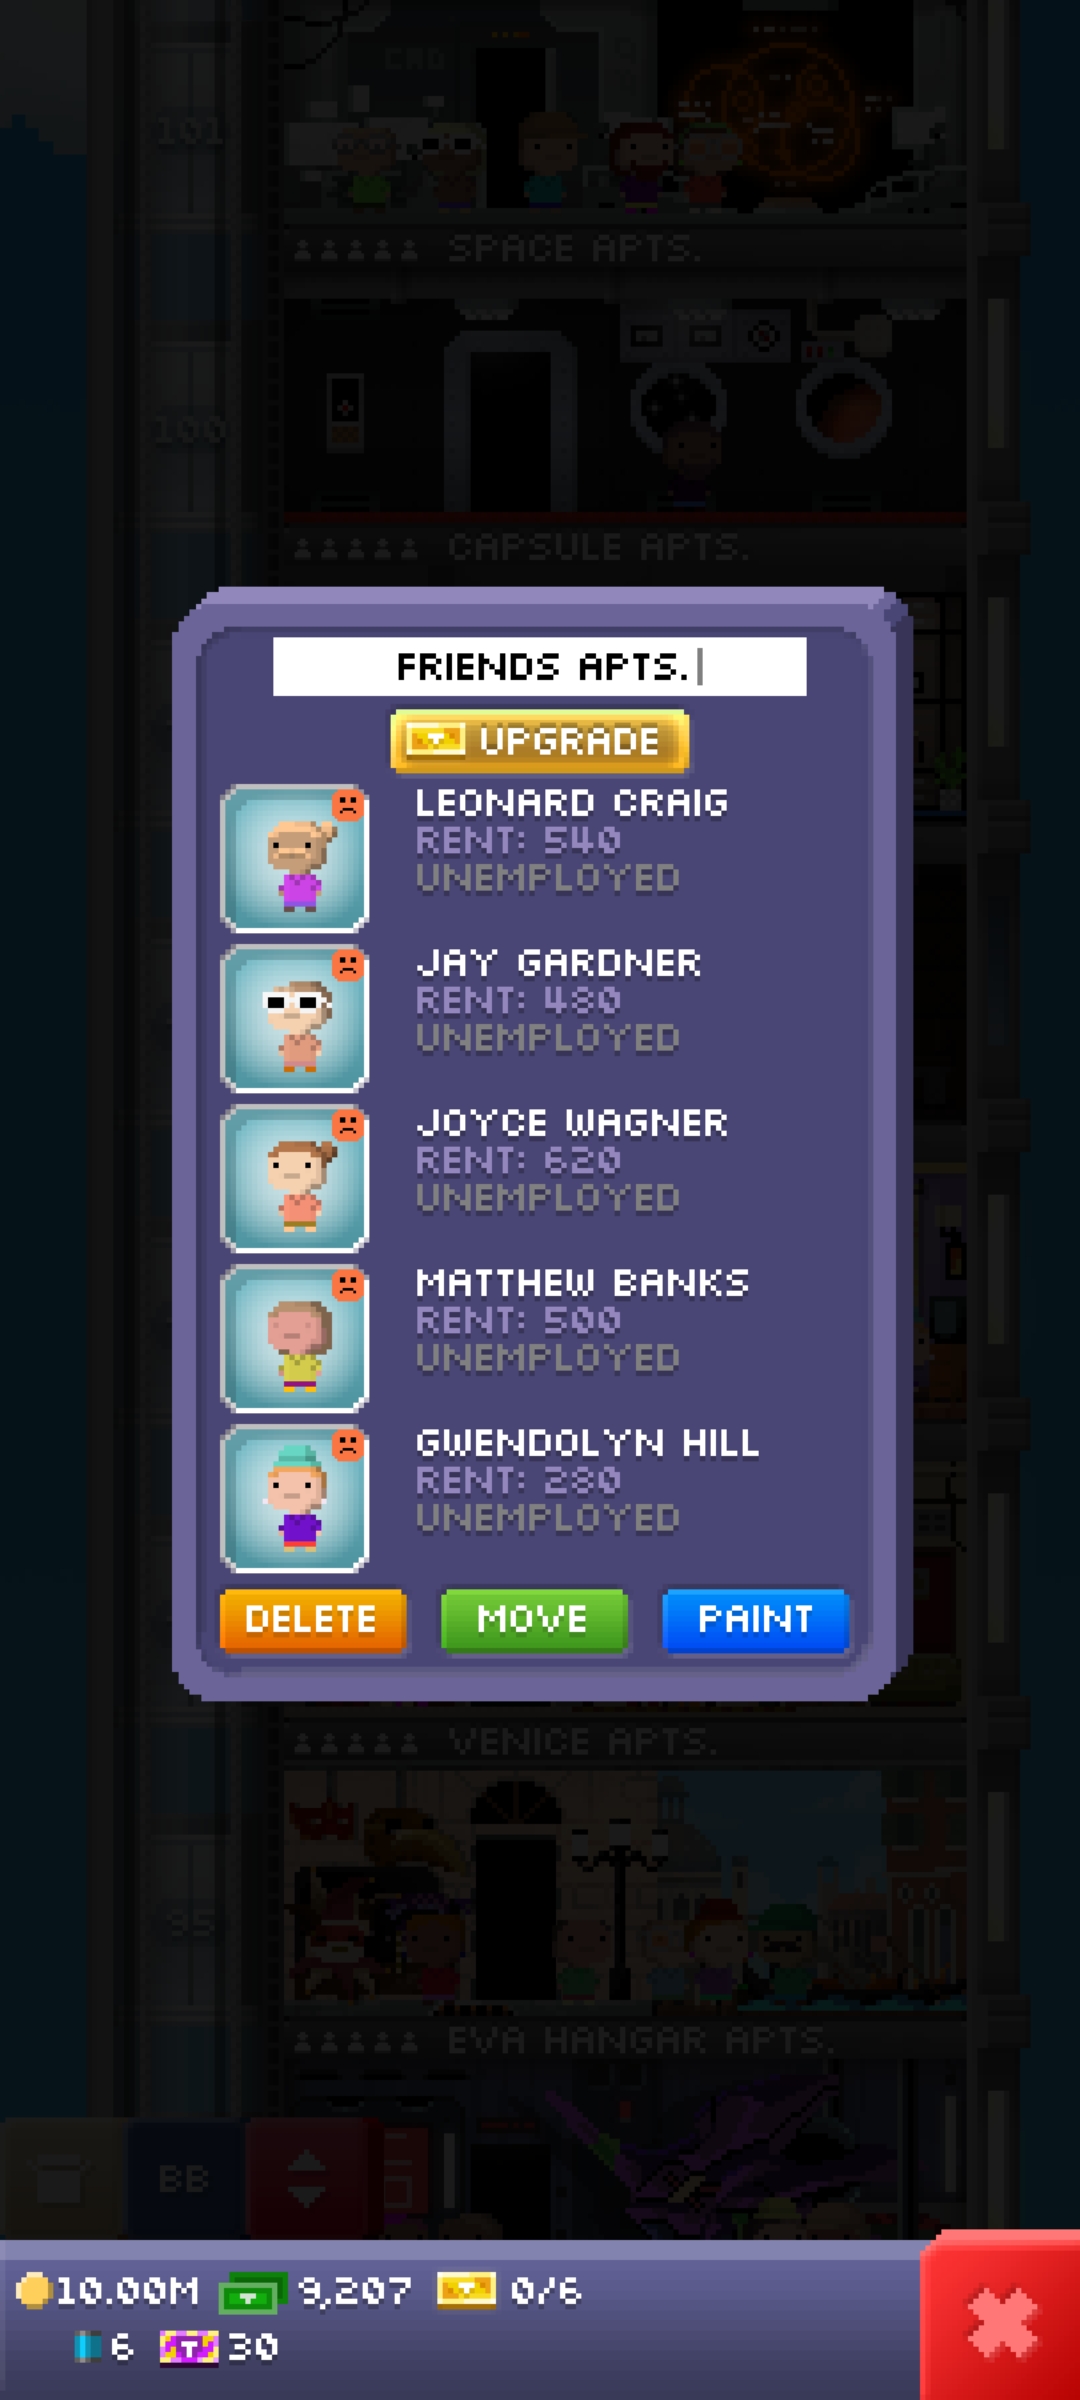 CAD
101
SPACE APTS.
100
CAPSULE APTS.
FRIENDS APTS.
UPGRADE
LEONARD CRAIG
RENT: 540
UNEMPLOYED
JAY GARDNER
RENT: 480
UNEMPLOYED
JOYCE WAGNER
RENT: 620
UNEMPLOYED
MATTHEW BANKS
RENT: 500
UNEMPLOYED
GWENDOLYN HILL
RENT: 280
UNEMPLOYED
DELETE MOVE PAINT
VENICE APTS.
95
EVA HANGAR APTS.
BB
10.00M 9,207 0/6
6 30